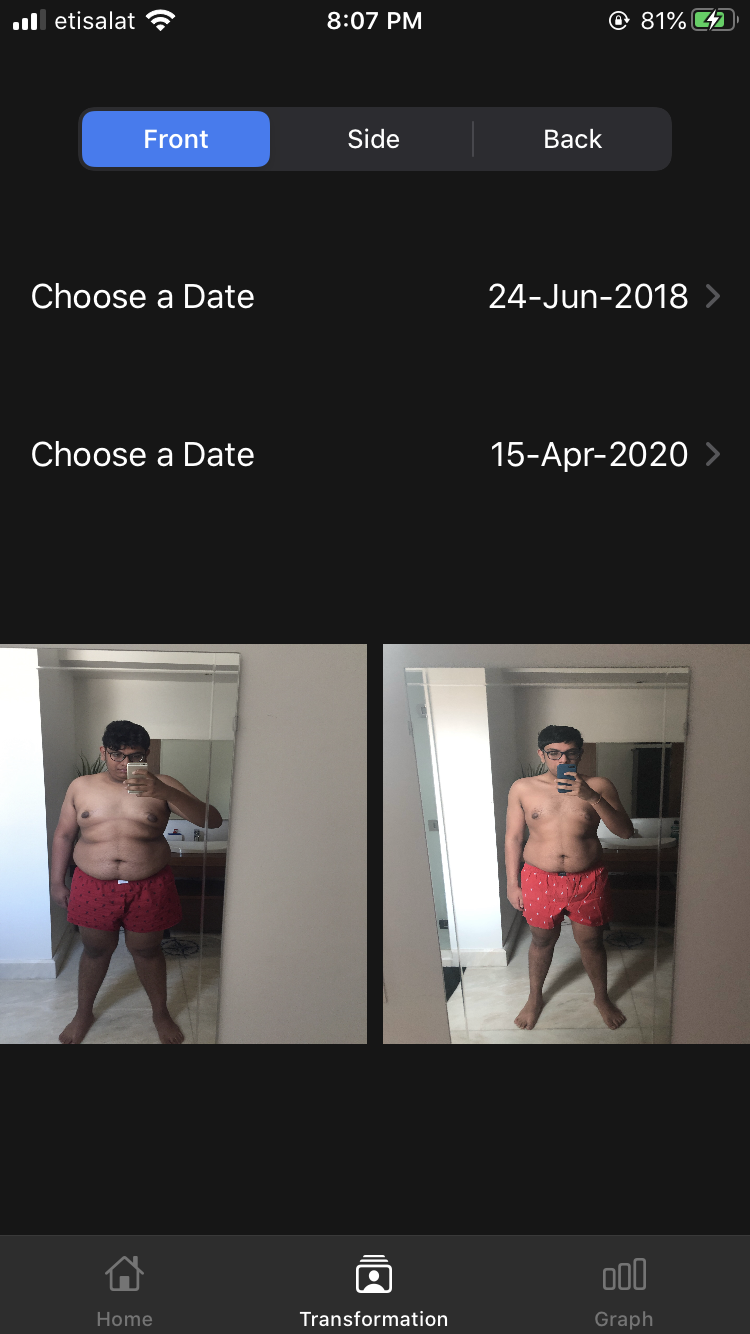 etisalat 8:07 PM 81%
Front Side Back
Choose a Date 24-Jun-2018
Choose a Date 15-Apr-2020
Home Transformation Graph